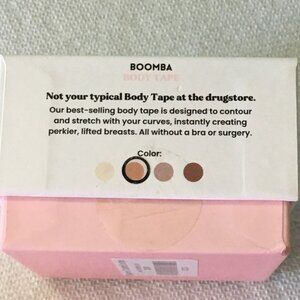 BOOMBA
BODY TAPE
Not your typical Body Tape at the drugstore.
Our best-selling body tape is designed to contour
and stretch with your curves, instantly creating
perkier, lifted breasts. All without a bra or surgery.
Color: